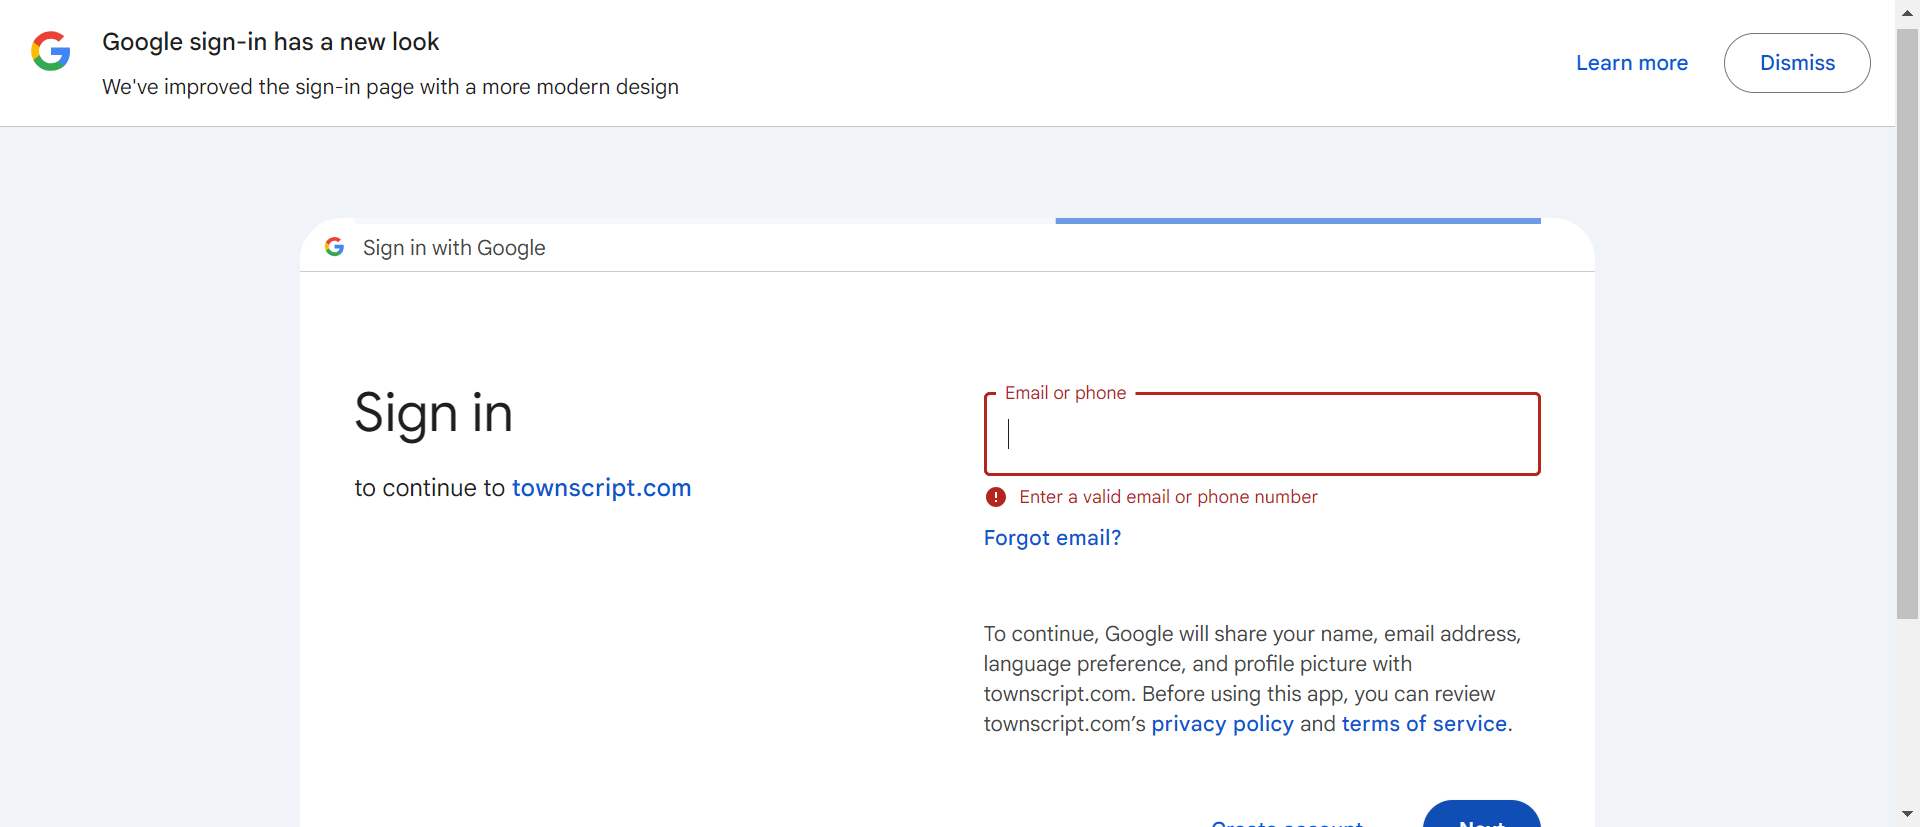 Google sign-in has a new look
We've improved the sign-in page with a more modern design
Learn more
Dismiss
Sign in with Google
Sign in
to continue to townscript.com
Email or phone
Enter a valid email or phone number
Forgot email?
To continue, Google will share your name, email address,
language preference, and profile picture with
townscript.com. Before using this app, you can review
townscript.com’s privacy policy and terms of service.
Create account
Next